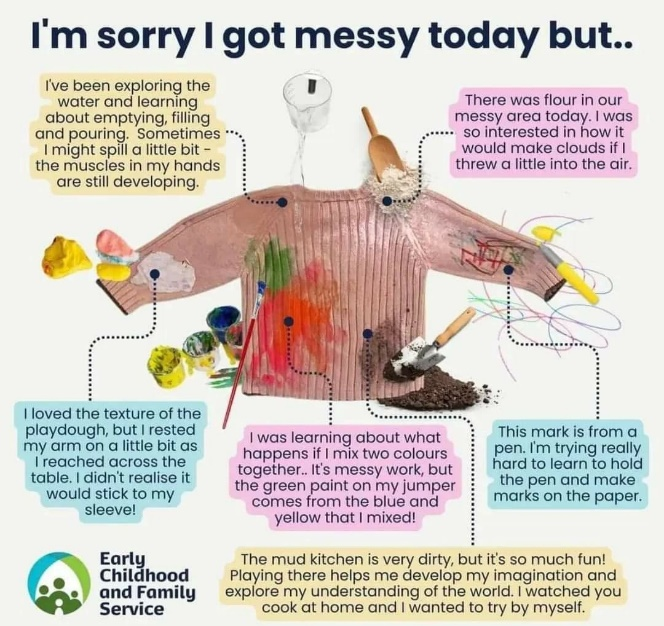 I'm sorry I got messy today but..
I've been exploring the
water and learning
about emptying, filling
and pouring. Sometimes
I might spill a little bit -
the muscles in my hands
are still developing.
There was flour in our
messy area today. I was
so interested in how it
would make clouds if I
threw a little into the air.
I loved the texture of the
playdough, but I rested
my arm on a little bit as
I reached across the
table. I didn't realise it
would stick to my
sleeve!
I was learning about what
happens if I mix two colours
together.. It's messy work, but
the green paint on my jumper
comes from the blue and
yellow that I mixed!
This mark is from a
pen. I'm trying really
hard to learn to hold
the pen and make
marks on the paper.
The mud kitchen is very dirty, but it's so much fun!
Playing there helps me develop my imagination and
explore my understanding of the world. I watched you
cook at home and I wanted to try by myself.
Early
Childhood
and Family
Service